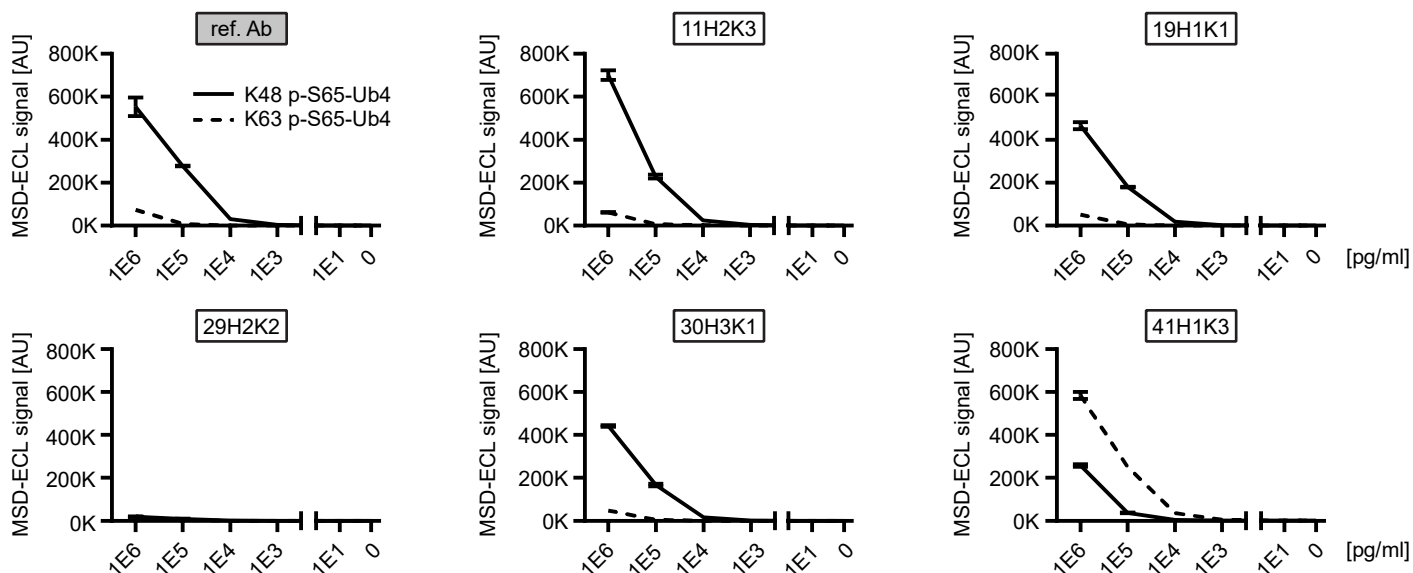 ref. Ab
MSD-ECL signal [AU]
800K
600K
400K
200K
0K
K48 p-S65-Ub4
K63 p-S65-Ub4
1E6
1E5
1E4
1E3
1E1
0
11H2K3
MSD-ECL signal [AU]
800K
600K
400K
200K
0K
1E6
1E5
1E4
1E3
1E1
0
19H1K1
MSD-ECL signal [AU]
800K
600K
400K
200K
0K
1E6
1E5
1E4
1E3
1E1
0
[pg/ml]
29H2K2
MSD-ECL signal [AU]
800K
600K
400K
200K
0K
1E6
1E5
1E4
1E3
1E1
0
30H3K1
MSD-ECL signal [AU]
800K
600K
400K
200K
0K
1E6
1E5
1E4
1E3
1E1
0
41H1K3
MSD-ECL signal [AU]
800K
600K
400K
200K
0K
1E6
1E5
1E4
1E3
1E1
0
[pg/ml]